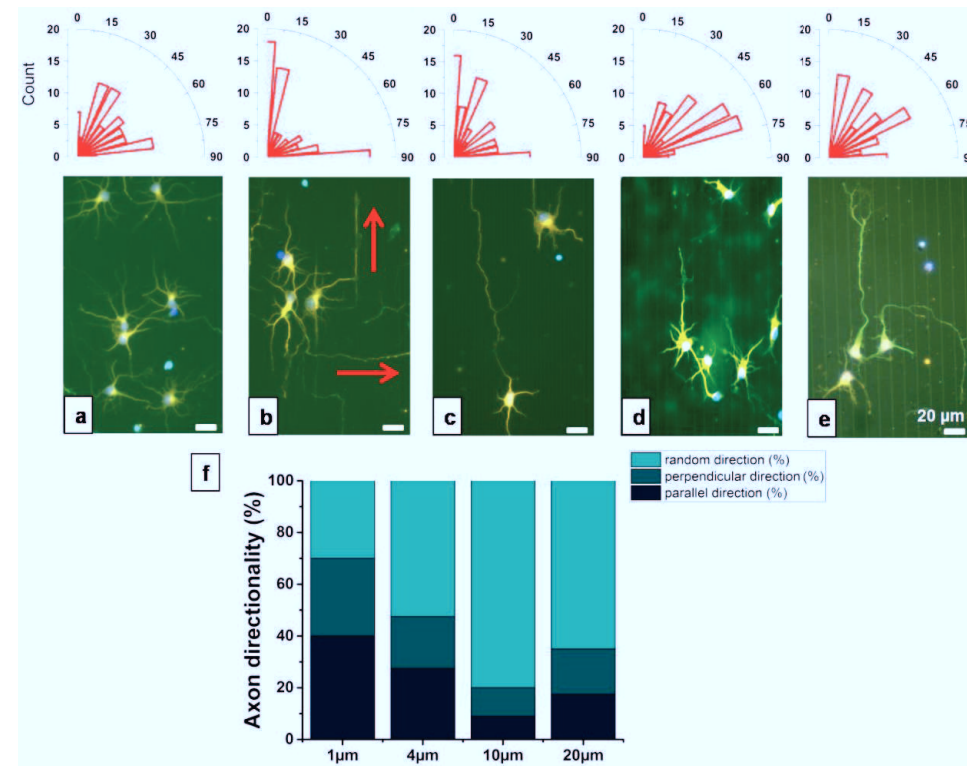 0 15 30 45 60 75 90
20 15 10 5 0
Count
0 15 30 45 60 75 90
20 15 10 5 0
0 15 30 45 60 75 90
20 15 10 5 0
0 15 30 45 60 75 90
20 15 10 5 0
0 15 30 45 60 75 90
20 15 10 5 0
a
b
c
d
e
20 μm
f
random direction (%)
perpendicular direction (%)
parallel direction (%)
Axon directionality (%)
100
80
60
40
20
0
1μm 4μm 10μm 20μm